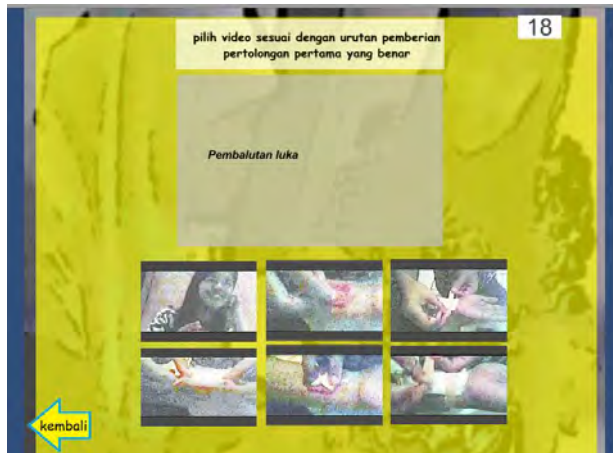 18
pilih video sesuai dengan urutan pemberian
pertolongan pertama yang benar
Pembalutan luka
kembali